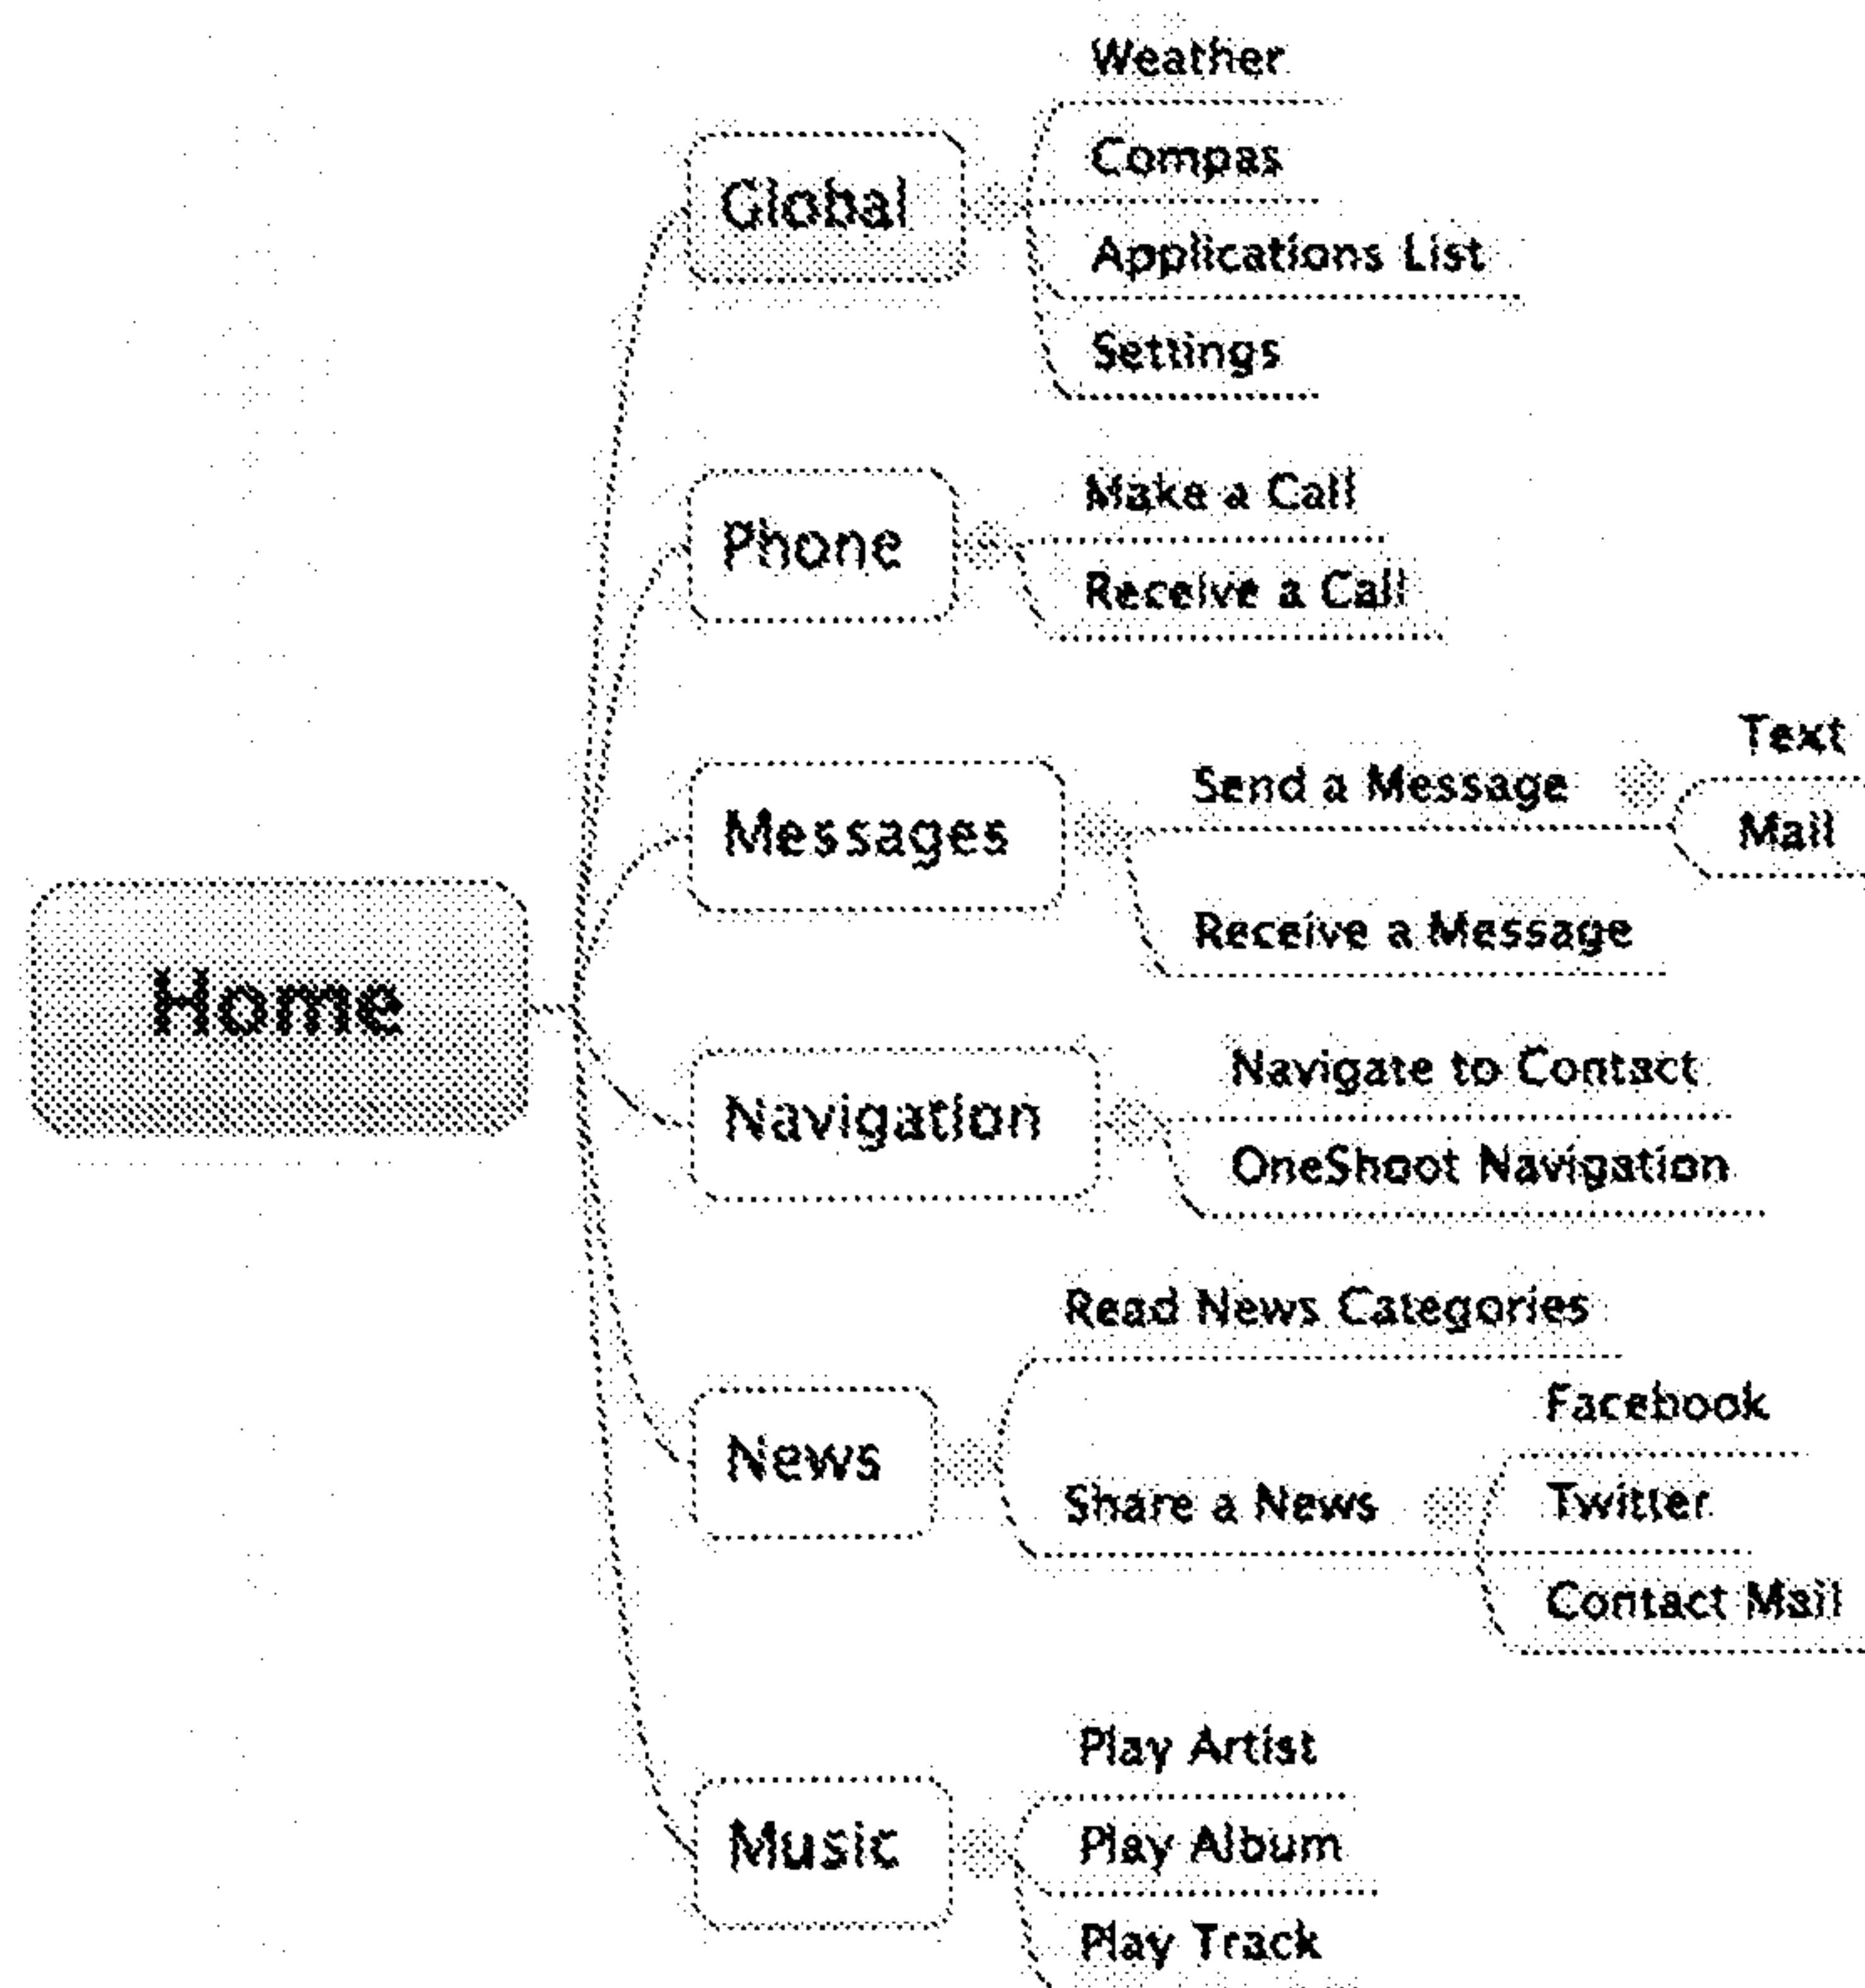 Home
Global
Weather
Compas
Applications List
Settings
Phone
Make a Call
Receive a Call
Messages
Send a Message
Text
Mail
Receive a Message
Navigation
Navigate to Contact
OneShoot Navigation
News
Read News Categories
Share a News
Facebook
Twitter
Contact Mail
Music
Play Artist
Play Album
Play Track